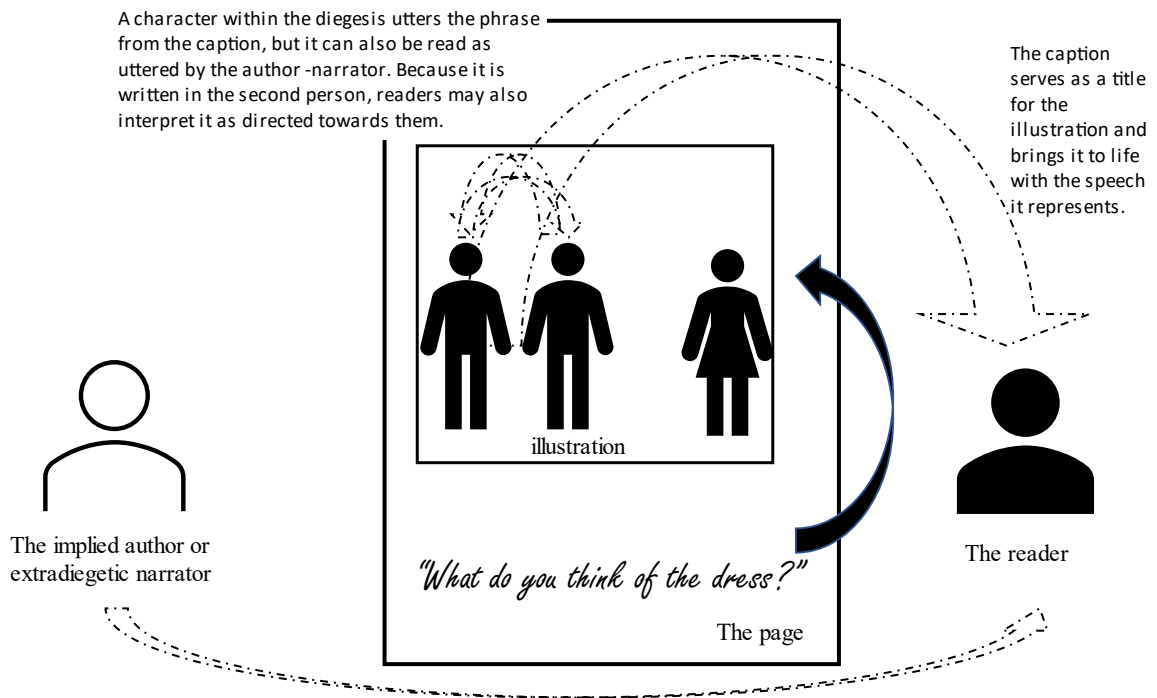 A character within the diegesis utters the phrase
from the caption, but it can also be read as
uttered by the author -narrator. Because it is
written in the second person, readers may also
interpret it as directed towards them.
The caption
serves as a title
for the
illustration and
brings it to life
with the speech
it represents.
illustration
The implied author or
extradiegetic narrator
The reader
“What do you think of the dress?”
The page